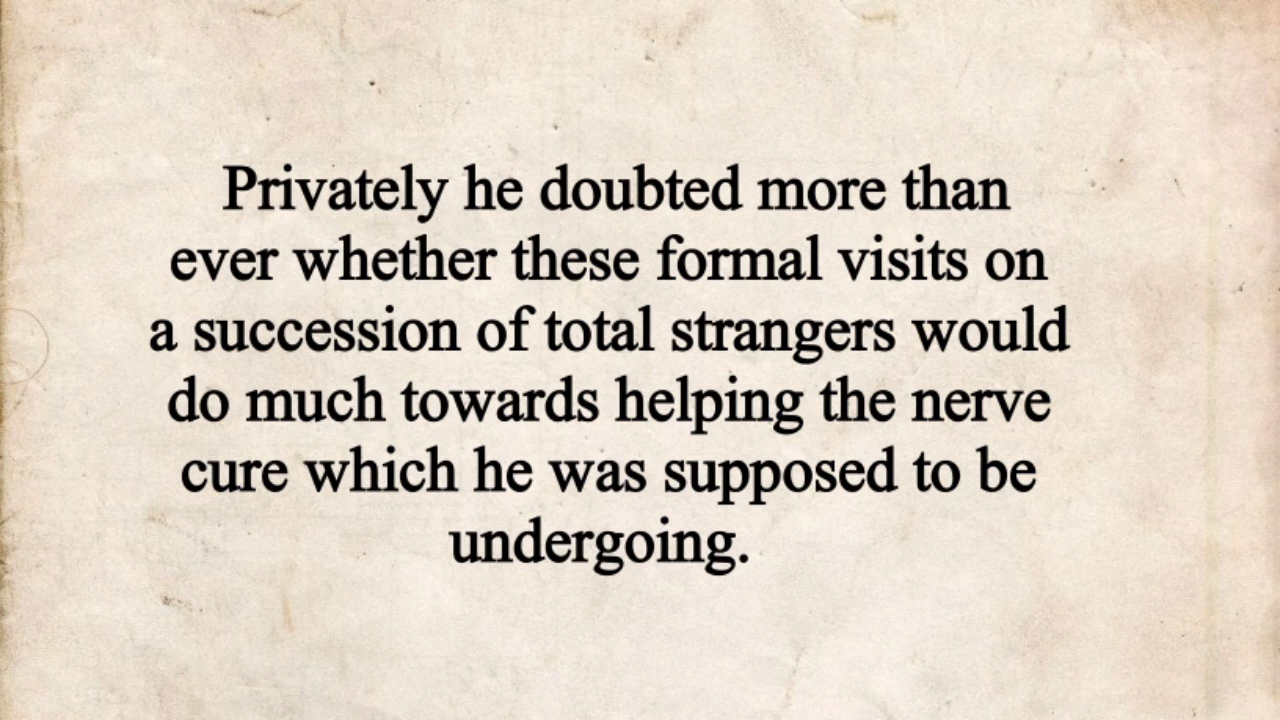 Privately he doubted more than
ever whether these formal visits on
a succession of total strangers would
do much towards helping the nerve
cure which he was supposed to be
undergoing.